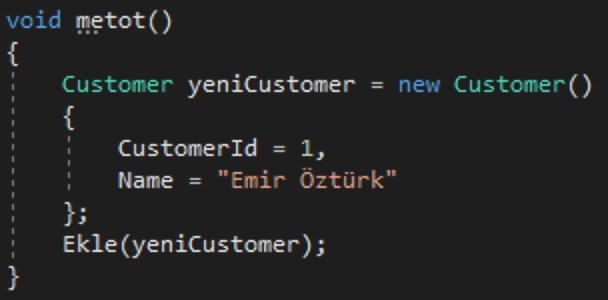 void metot()
{
Customer yeniCustomer = new Customer()
{
CustomerId = 1,
Name = "Emir Öztürk"
};
Ekle(yeniCustomer);
}